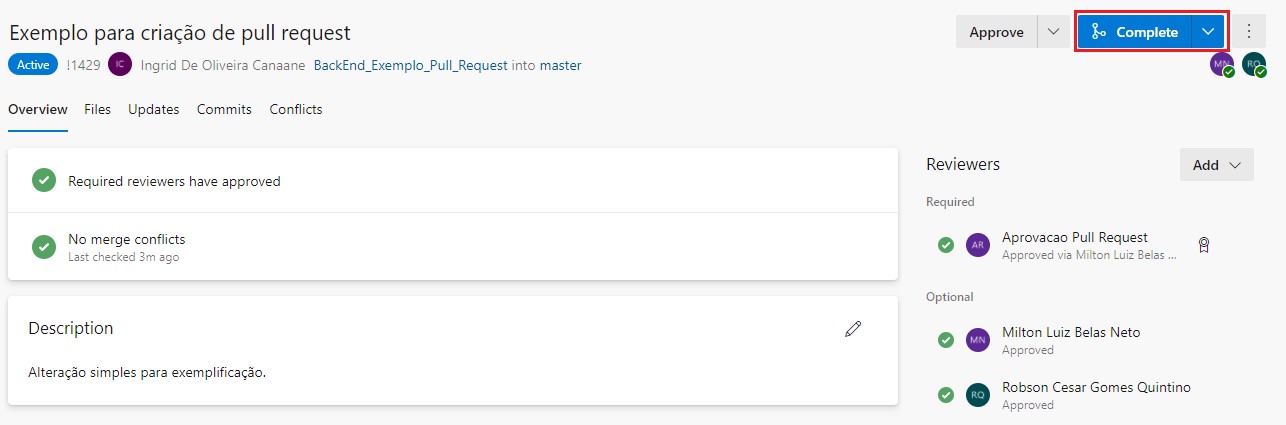 Exemplo para criação de pull request
Approve
Complete
Active !1429 IC Ingrid De Oliveira Canaane BackEnd_Exemplo_Pull_Request into master
MN RQ
Overview Files Updates Commits Conflicts
Required reviewers have approved
No merge conflicts
Last checked 3m ago
Description
Alteração simples para exemplificação.
Reviewers
Add
Required
AR Aprovacao Pull Request
Approved via Milton Luiz Belas ...
Optional
MN Milton Luiz Belas Neto
Approved
RQ Robson Cesar Gomes Quintino
Approved